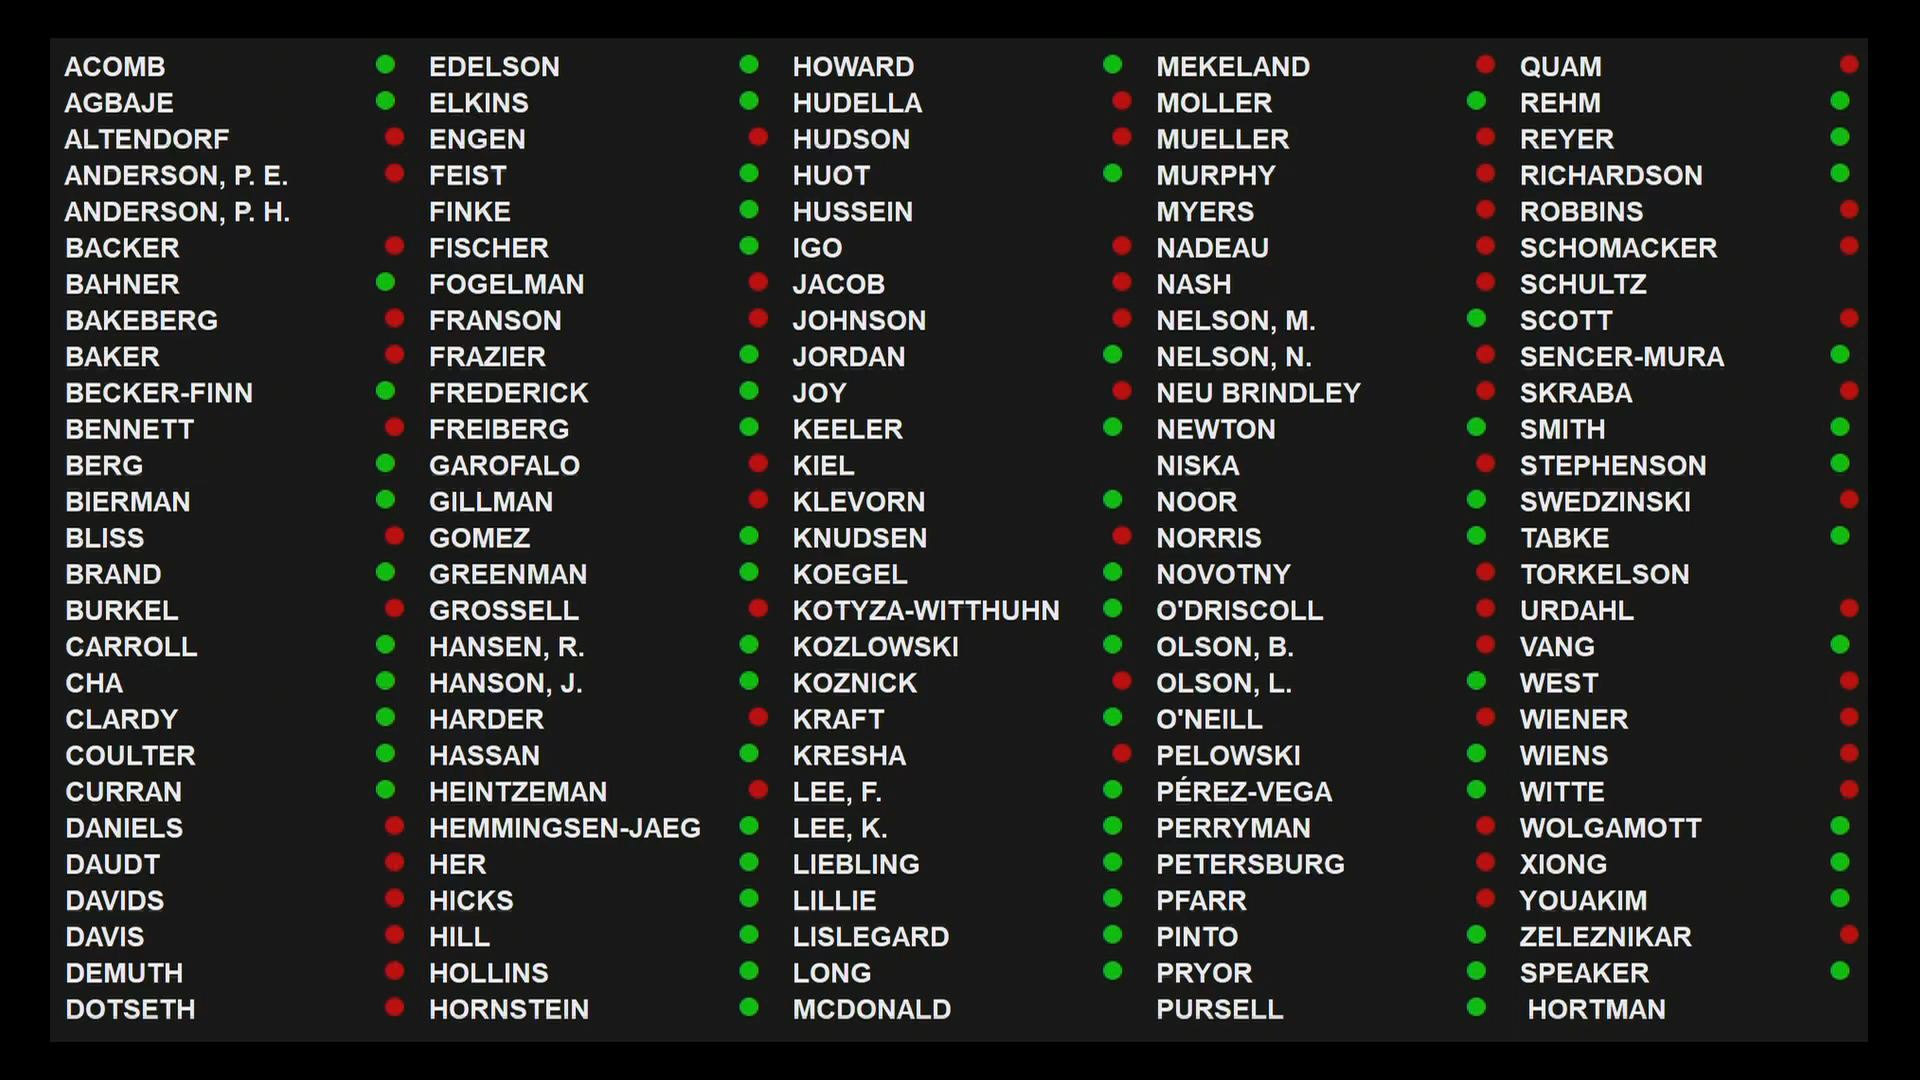 ACOMB
AGBAJE
ALTENDORF
ANDERSON, P. E.
ANDERSON, P. H.
BACKER
BAHNER
BAKEBERG
BAKER
BECKER-FINN
BENNETT
BERG
BIERMAN
BLISS
BRAND
BURKEL
CARROLL
CHA
CLARDY
COULTER
CURRAN
DANIELS
DAUDT
DAVIDS
DAVIS
DEMUTH
DOTSETH
EDELSON
ELKINS
ENGEN
FEIST
FINKE
FISCHER
FOGELMAN
FRANSON
FRAZIER
FREDERICK
FREIBERG
GAROFALO
GILLMAN
GOMEZ
GREENMAN
GROSSELL
HANSEN, R.
HANSON, J.
HARDER
HASSAN
HEINTZEMAN
HEMMINGSEN-JAEG
HER
HICKS
HILL
HOLLINS
HORNSTEIN
HOWARD
HUDELLA
HUDSON
HUOT
HUSSEIN
IGO
JACOB
JOHNSON
JORDAN
JOY
KEELER
KIEL
KLEVORN
KNUDSEN
KOEGEL
KOTYZA-WITTHUHN
KOZLOWSKI
KOZNICK
KRAFT
KRESHA
LEE, F.
LEE, K.
LIEBLING
LILLIE
LISLEGARD
LONG
MCDONALD
MEKELAND
MOLLER
MUELLER
MURPHY
MYERS
NADEAU
NASH
NELSON, M.
NELSON, N.
NEU BRINDLEY
NEWTON
NISKA
NOOR
NORRIS
NOVOTNY
O'DRISCOLL
OLSON, B.
OLSON, L.
O'NEILL
PELOWSKI
PÉREZ-VEGA
PERRYMAN
PETERSBURG
PFARR
PINTO
PRYOR
PURSELL
QUAM
REHM
REYER
RICHARDSON
ROBBINS
SCHOMACKER
SCHULTZ
SCOTT
SENCER-MURA
SKRABA
SMITH
STEPHENSON
SWEDZINSKI
TABKE
TORKELSON
URDAHL
VANG
WEST
WIENER
WIENS
WITTE
WOLGAMOTT
XIONG
YOUAKIM
ZELEZNIKAR
SPEAKER
HORTMAN